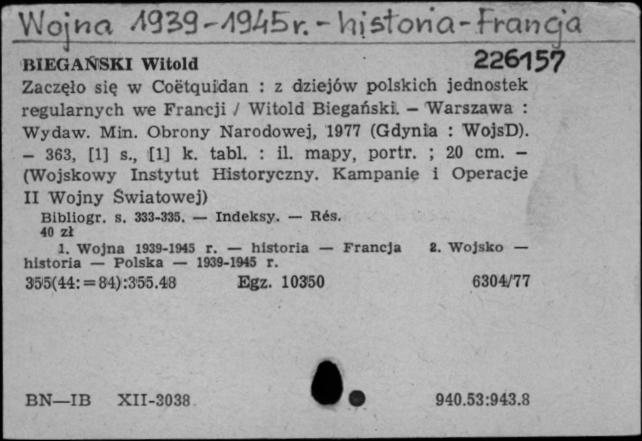 Wojna 1939-1945 r. - historia - Francja
BIEGAŃSKI Witold 226157
Zaczęło się w Coëtquidan : z dziejów polskich jednostek
regularnych we Francji / Witold Biegański. — Warszawa :
Wydaw. Min. Obrony Narodowej, 1977 (Gdynia : WojsD).
— 363, [1] s., [1] k. tabl. : il. mapy, portr. ; 20 cm. —
(Wojskowy Instytut Historyczny. Kampanie i Operacje
II Wojny Światowej)
Bibliogr. s. 333-335. — Indeksy. — Rés.
40 zł
1. Wojna 1939-1945 r. — historia — Francja 2. Wojsko —
historia — Polska — 1939-1945 r.
355(44:=84):355.48 Egz. 10350 6304/77
BN—IB XII-3038 940.53:943.8